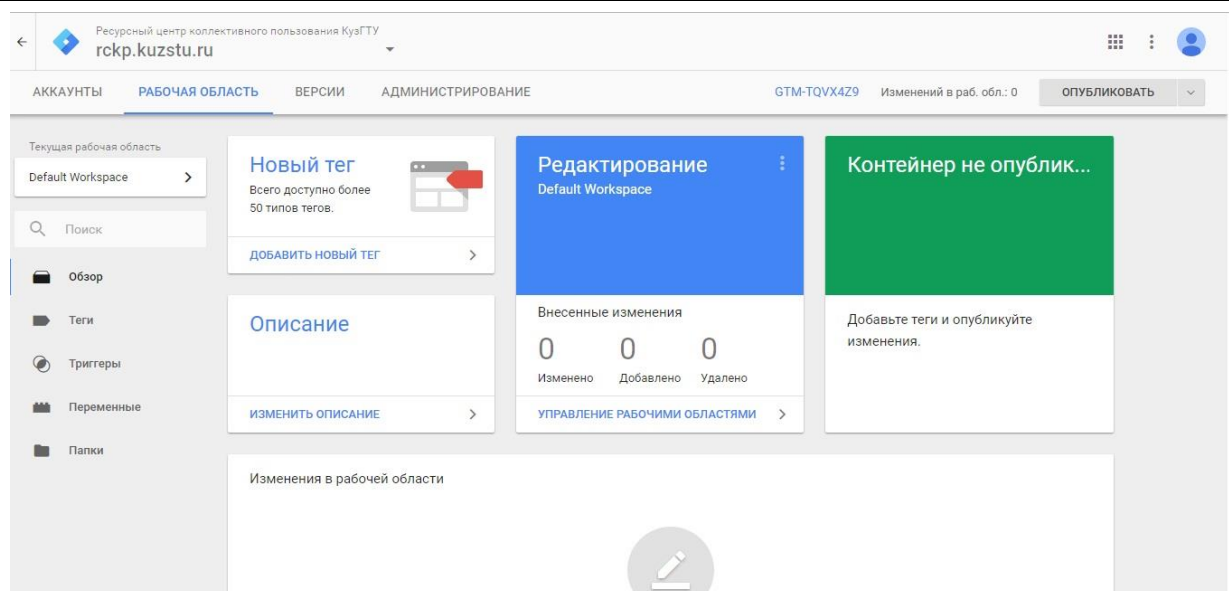 Ресурсный центр коллективного пользования КузГТУ
rckp.kuzstu.ru
АККАУНТЫ РАБОЧАЯ ОБЛАСТЬ ВЕРСИИ АДМИНИСТРИРОВАНИЕ GTM-TQVX4Z9 Изменений в раб. обл.: 0 ОПУБЛИКОВАТЬ
Текущая рабочая область
Default Workspace
Поиск
Обзор
Теги
Триггеры
Переменные
Папки
Новый тег
Всего доступно более
50 типов тегов.
ДОБАВИТЬ НОВЫЙ ТЕГ
Описание
ИЗМЕНИТЬ ОПИСАНИЕ
Редактирование
Default Workspace
Внесенные изменения
0 0 0
Изменено Добавлено Удалено
УПРАВЛЕНИЕ РАБОЧИМИ ОБЛАСТЯМИ
Контейнер не опублик...
Добавьте теги и опубликуйте
изменения.
Изменения в рабочей области